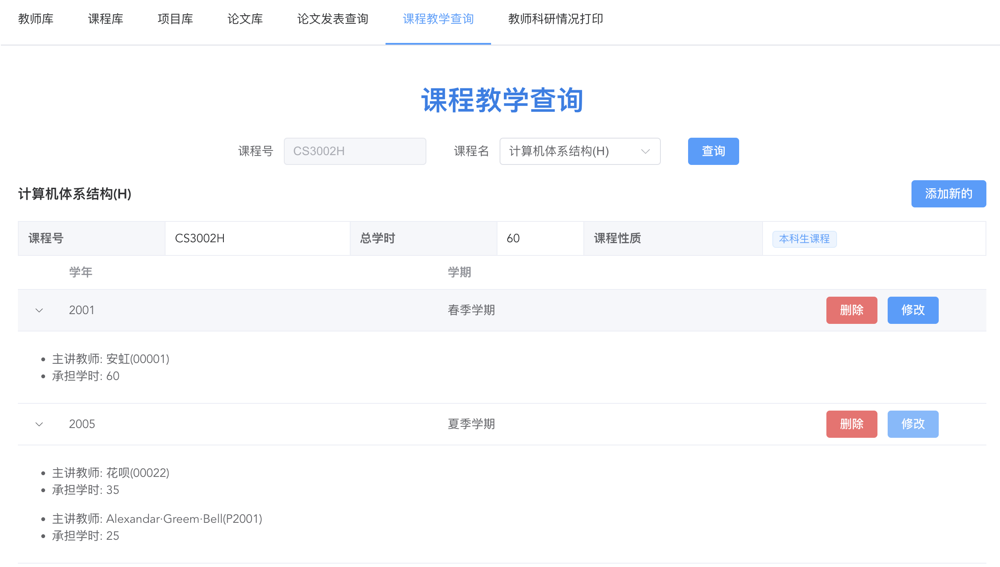 教师库 课程库 项目库 论文库 论文发表查询 课程教学查询 教师科研情况打印
课程教学查询
课程号 CS3002H 课程名 计算机体系结构(H) 查询
计算机体系结构(H) 添加新的
课程号 CS3002H 总学时 60 课程性质 本科生课程
学年 学期
2001 春季学期 删除 修改
主讲教师: 安虹(00001)
承担学时: 60
2005 夏季学期 删除 修改
主讲教师: 花呗(00022)
承担学时: 35
主讲教师: Alexandar·Greem·Bell(P2001)
承担学时: 25